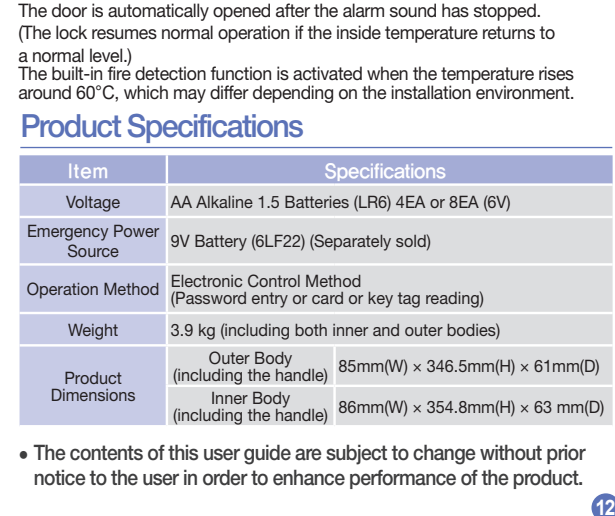 The door is automatically opened after the alarm sound has stopped.
(The lock resumes normal operation if the inside temperature returns to
a normal level.)
The built-in fire detection function is activated when the temperature rises
around 60°C, which may differ depending on the installation environment.
Product Specifications
Item Specifications
Voltage AA Alkaline 1.5 Batteries (LR6) 4EA or 8EA (6V)
Emergency Power
Source
9V Battery (6LF22) (Separately sold)
Operation Method
Electronic Control Method
(Password entry or card or key tag reading)
Weight 3.9 kg (including both inner and outer bodies)
Product
Dimensions
Outer Body
(including the handle)
85mm(W) × 346.5mm(H) × 61mm(D)
Inner Body
(including the handle)
86mm(W) × 354.8mm(H) × 63 mm(D)
• The contents of this user guide are subject to change without prior
notice to the user in order to enhance performance of the product.
12